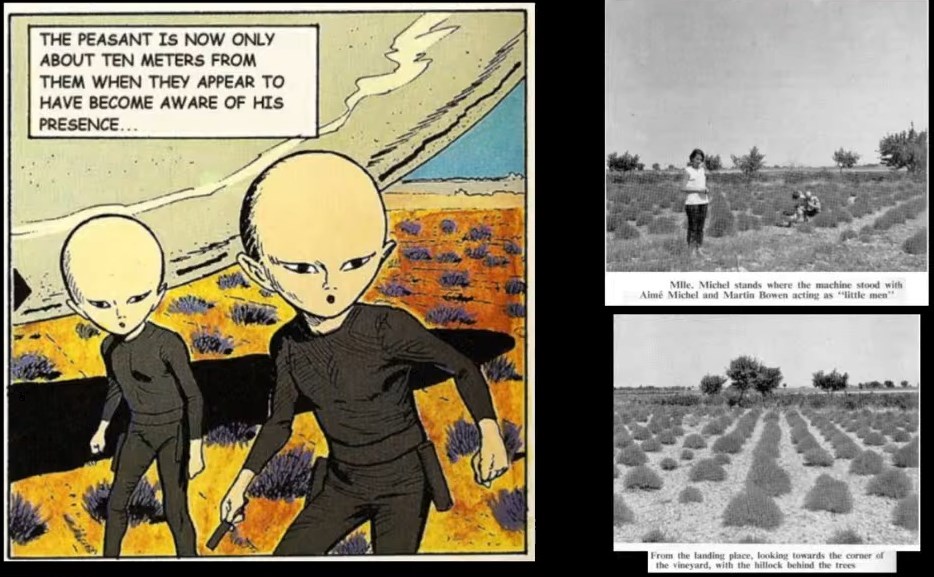 THE PEASANT IS NOW ONLY
ABOUT TEN METERS FROM
THEM WHEN THEY APPEAR TO
HAVE BECOME AWARE OF HIS
PRESENCE...
Mlle. Michel stands where the machine stood with
Aimé Michel and Martin Bowen acting as "little men"
From the landing place, looking towards the corner of
the vineyard, with the hillock behind the trees